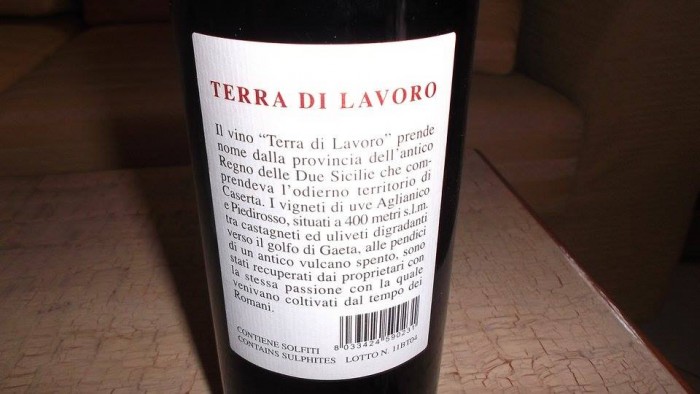 TERRA DI LAVORO
Il vino “Terra di Lavoro” prende
nome dalla provincia dell'antico
Regno delle Due Sicilie che com-
prendeva l'odierno territorio di
Caserta. I vigneti di uve Aglianico
e Piedirosso, situati a 400 metri s.l.m.
tra castagneti ed uliveti digradanti
verso il golfo di Gaeta, alle pendici
di un antico vulcano spento, sono
stati recuperati dai proprietari con
la stessa passione con la quale
venivano coltivati dal tempo dei
Romani.
CONTIENE SOLFITI
CONTAINS SULPHITES
8 033424 590231
LOTTO N. 11BT04